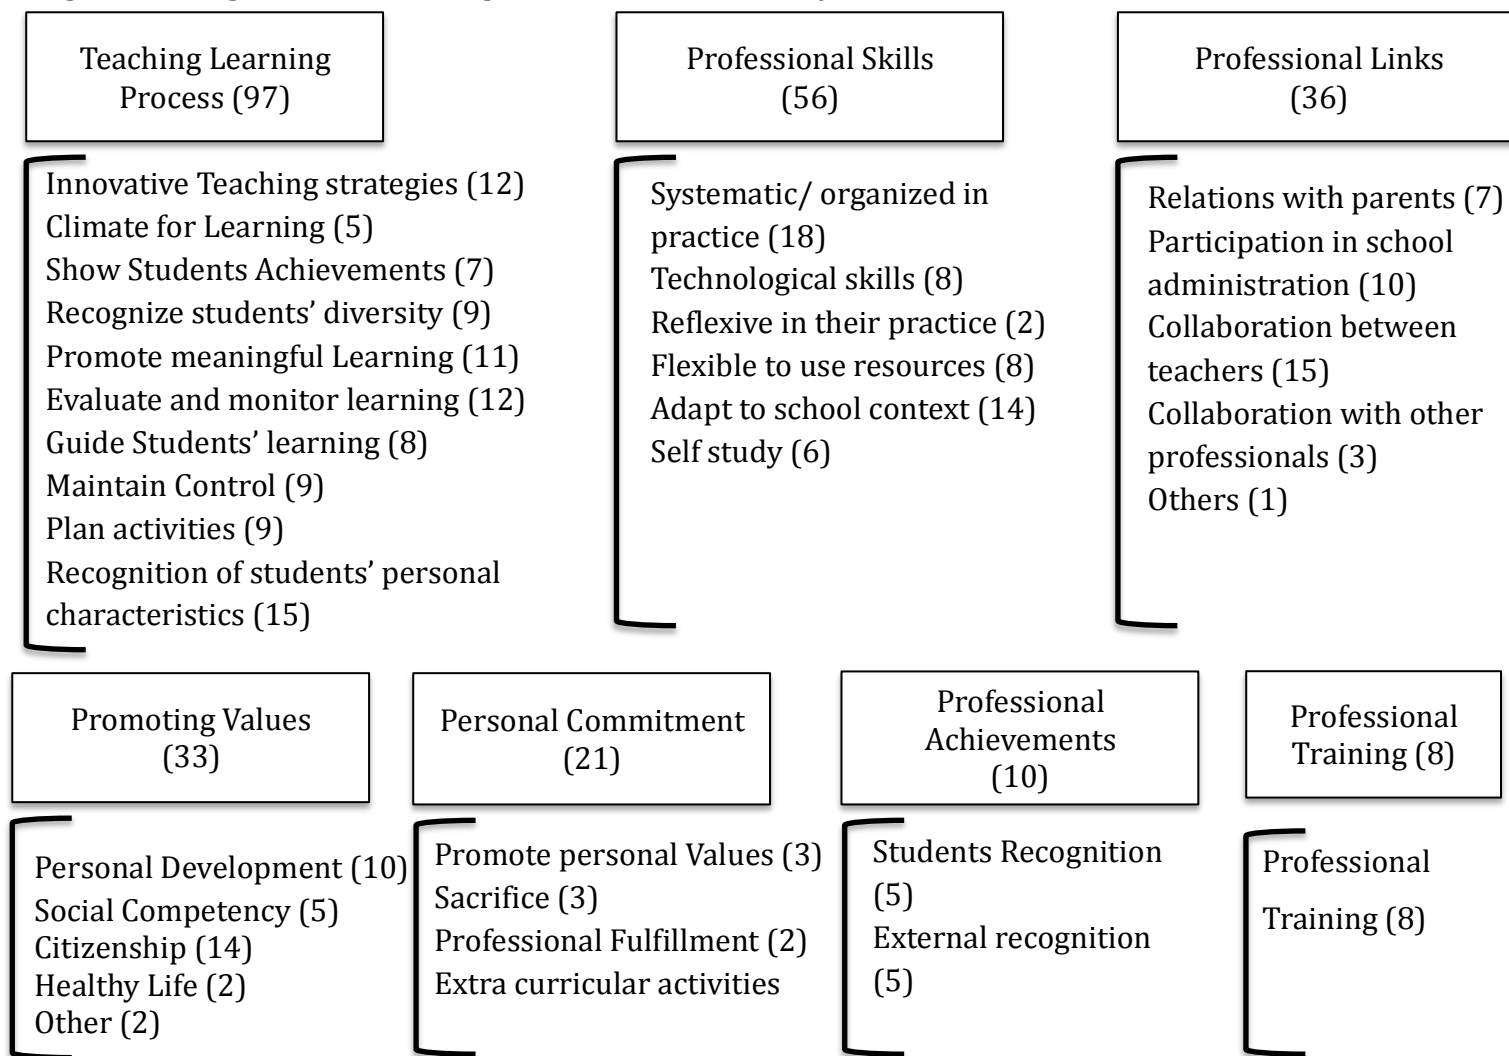 Teaching Learning
Process (97)
Professional Skills
(56)
Professional Links
(36)
Innovative Teaching strategies (12)
Climate for Learning (5)
Show Students Achievements (7)
Recognize students’ diversity (9)
Promote meaningful Learning (11)
Evaluate and monitor learning (12)
Guide Students’ learning (8)
Maintain Control (9)
Plan activities (9)
Recognition of students’ personal
characteristics (15)
Systematic/ organized in
practice (18)
Technological skills (8)
Reflexive in their practice (2)
Flexible to use resources (8)
Adapt to school context (14)
Self study (6)
Relations with parents (7)
Participation in school
administration (10)
Collaboration between
teachers (15)
Collaboration with other
professionals (3)
Others (1)
Promoting Values
(33)
Personal Commitment
(21)
Professional
Achievements
(10)
Professional
Training (8)
Personal Development (10)
Social Competency (5)
Citizenship (14)
Healthy Life (2)
Other (2)
Promote personal Values (3)
Sacrifice (3)
Professional Fulfillment (2)
Extra curricular activities
Students Recognition
(5)
External recognition
(5)
Professional
Training (8)